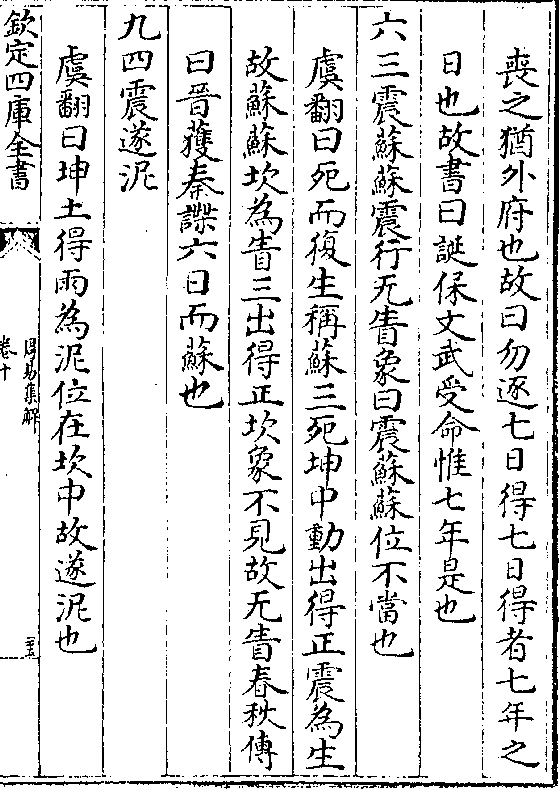 喪之猶外府也故曰勿逐七日得七日得者七年之
日也故書曰誕保文武受命惟七年是也
六三震蘇蘇震行无眚象曰震蘇蘇位不當也
虞翻曰死而復生稱蘇三死坤中動出得正震為生
故蘇蘇坎為眚三出得正坎象不見故无眚春秋傳
曰晉獲秦諜六日而蘇也
九四震遂泥
虞翻曰坤土得雨為泥位在坎中故遂泥也
欽定四庫全書
周易集解
卷十
三五